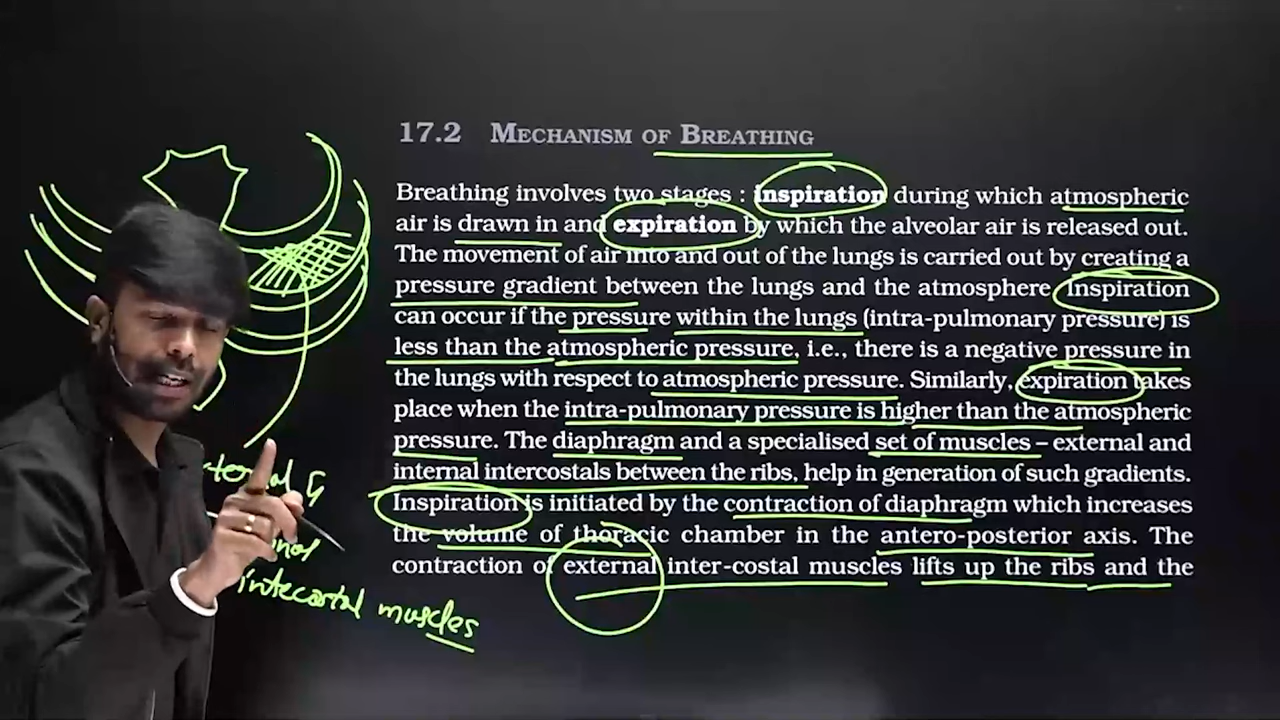 17.2 MECHANISM OF BREATHING
Breathing involves two stages : inspiration during which atmospheric
air is drawn in and expiration by which the alveolar air is released out.
The movement of air into and out of the lungs is carried out by creating a
pressure gradient between the lungs and the atmosphere. Inspiration
can occur if the pressure within the lungs (intra-pulmonary pressure) is
less than the atmospheric pressure, i.e., there is a negative pressure in
the lungs with respect to atmospheric pressure. Similarly, expiration takes
place when the intra-pulmonary pressure is higher than the atmospheric
pressure. The diaphragm and a specialised set of muscles – external and
internal intercostals between the ribs, help in generation of such gradients.
Inspiration is initiated by the contraction of diaphragm which increases
the volume of thoracic chamber in the antero-posterior axis. The
contraction of external inter-costal muscles lifts up the ribs and the
intecostal muscles